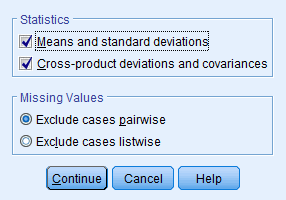 Statistics
Means and standard deviations
Cross-product deviations and covariances
Missing Values
Exclude cases pairwise
Exclude cases listwise
Continue Cancel Help